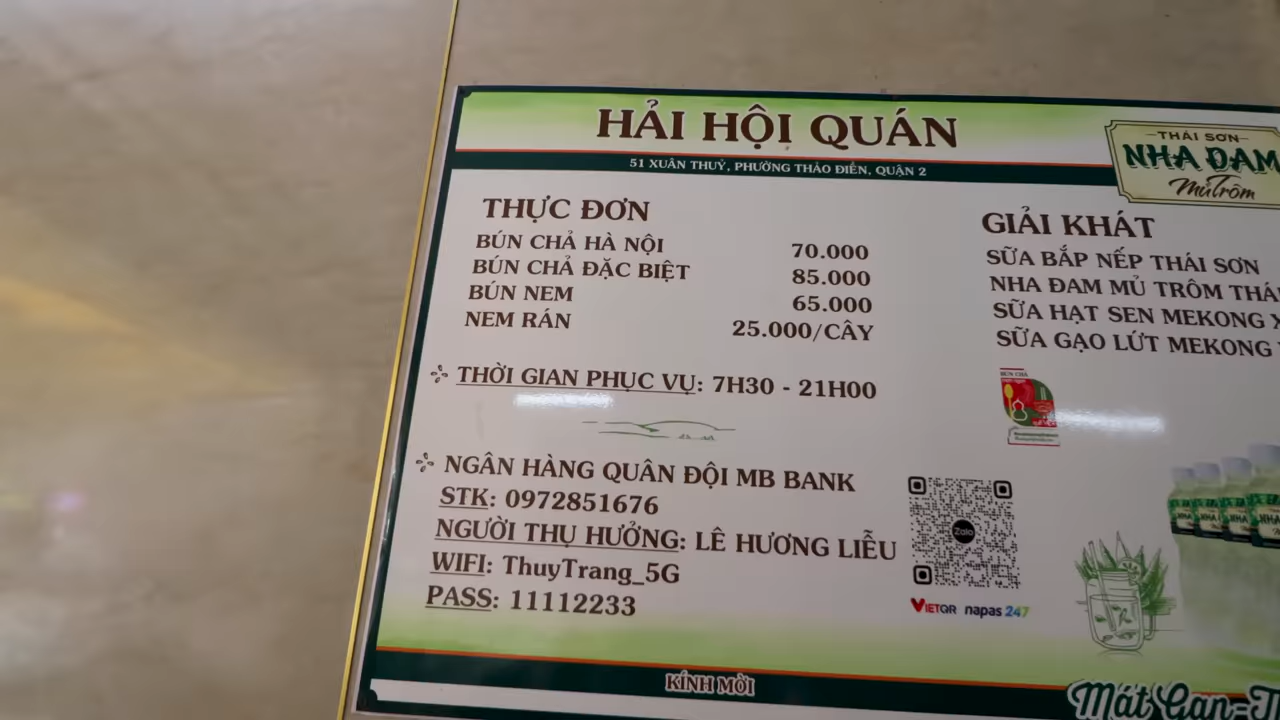 HẢI HỘI QUÁN
51 XUÂN THUỶ, PHƯỜNG THẢO ĐIỀN, QUẬN 2
THÁI SƠN
NHA ĐAM
Mủ Trôm
THỰC ĐƠN
BÚN CHẢ HÀ NỘI 70.000
BÚN CHẢ ĐẶC BIỆT 85.000
BÚN NEM 65.000
NEM RÁN 25.000/CÂY
THỜI GIAN PHỤC VỤ: 7H30 - 21H00
NGÂN HÀNG QUÂN ĐỘI MB BANK
STK: 0972851676
NGƯỜI THỤ HƯỞNG: LÊ HƯƠNG LIỄU
WIFI: ThuyTrang_5G
PASS: 11112233
GIẢI KHÁT
SỮA BẮP NẾP THÁI SƠN
NHA ĐAM MỦ TRÔM THÁI
SỮA HẠT SEN MEKONG
SỮA GẠO LỨT MEKONG
BÚN CHẢ
Zalo
VIETQR napas 247
NHA
KÍNH MỜI
Mát Gan-T